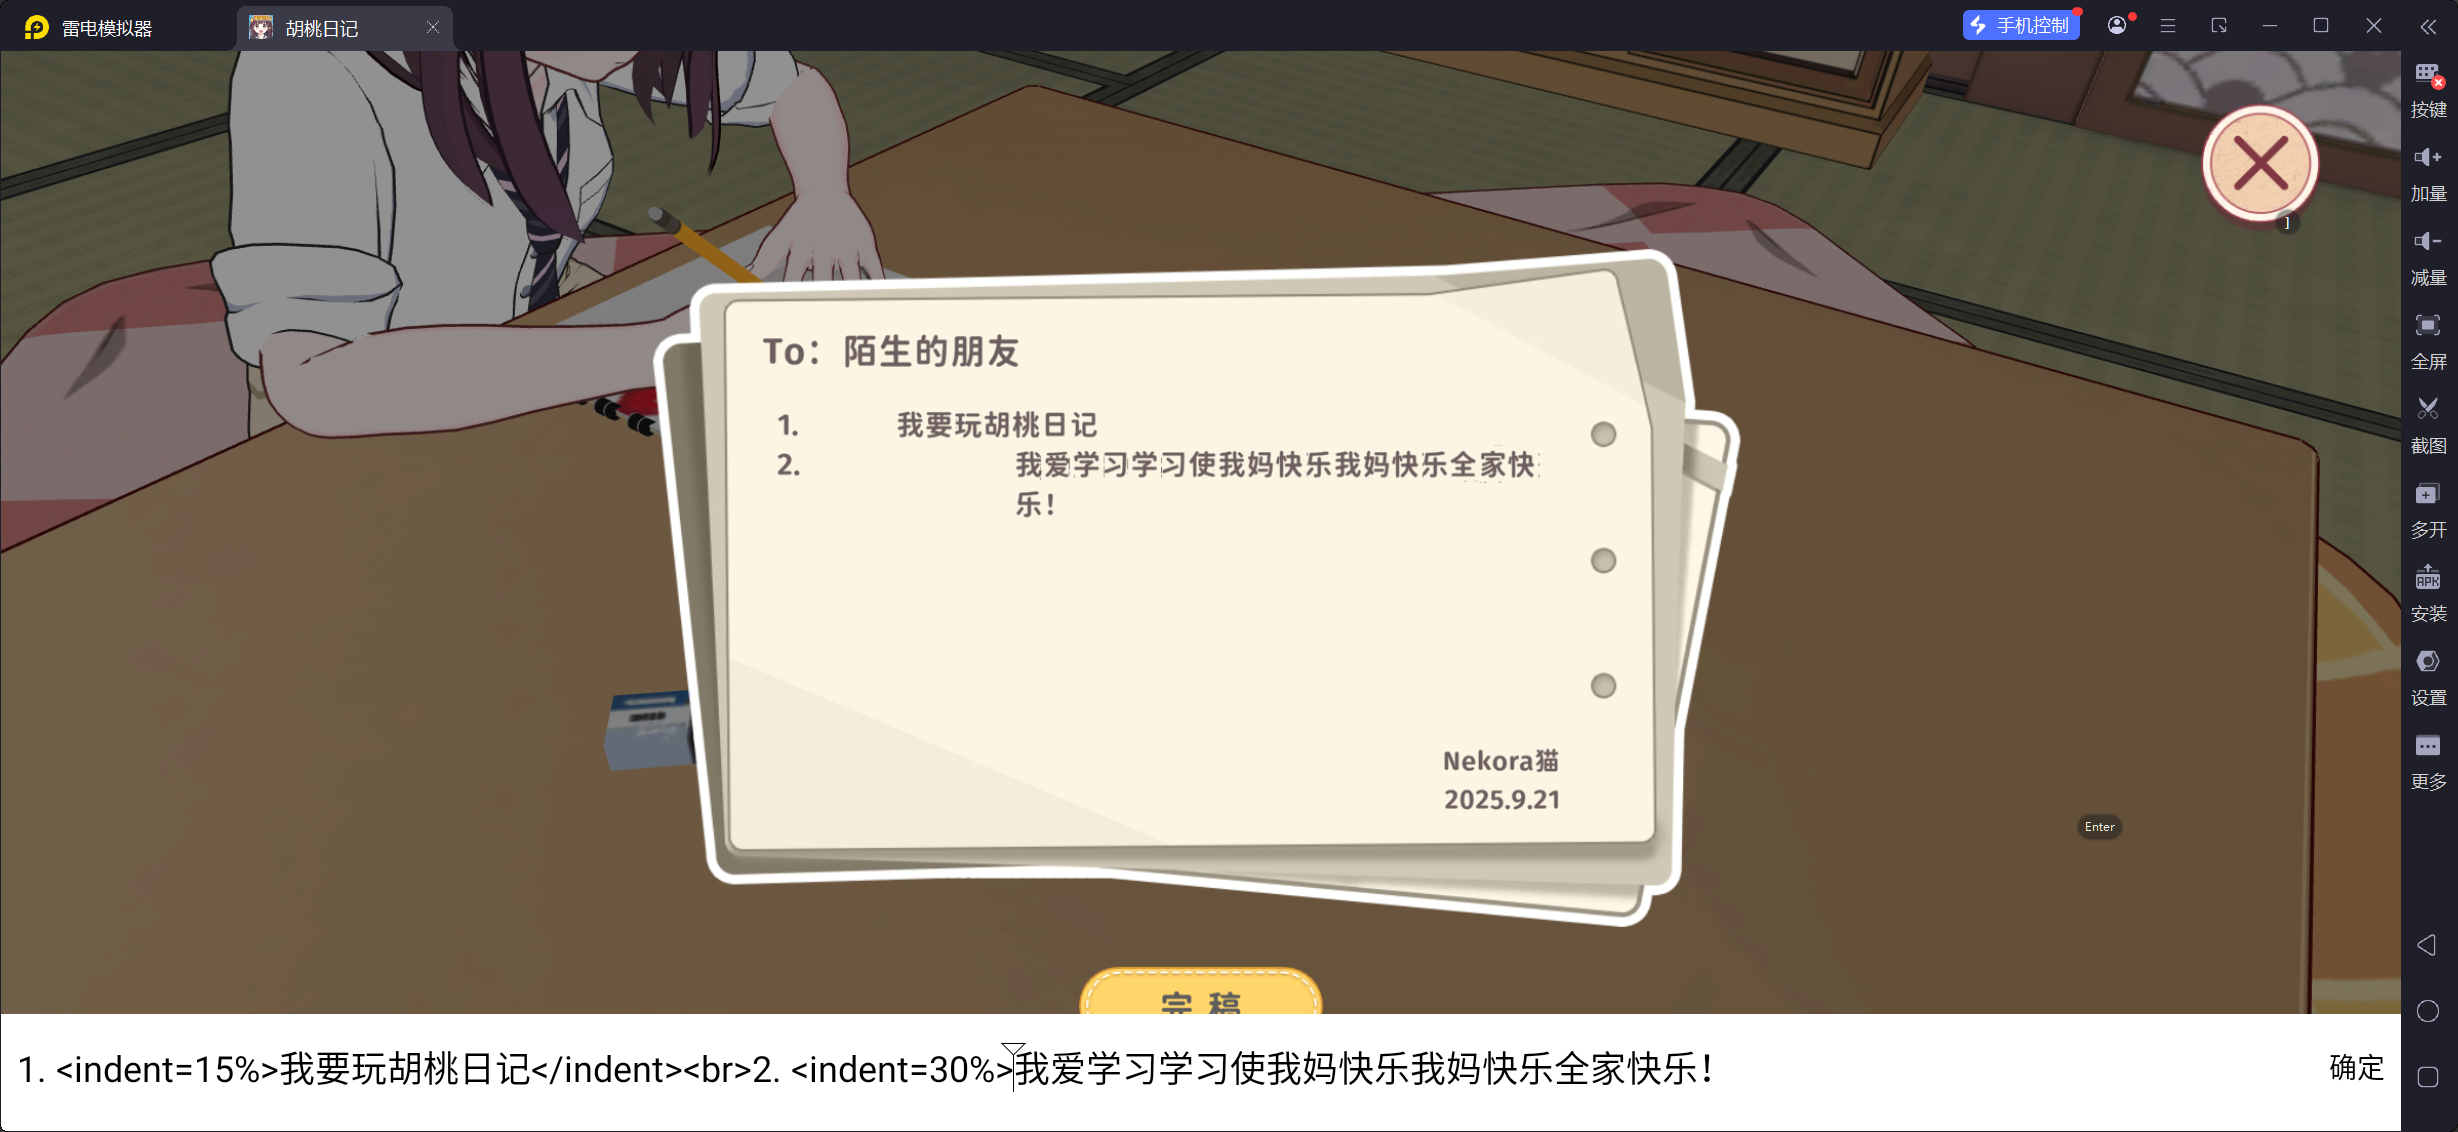 雷电模拟器
胡桃日记
手机控制
按键
加量
减量
全屏
截图
多开
APK
安装
设置
更多
]
To：陌生的朋友
1. 我要玩胡桃日记
2. 我爱学习学习使我妈快乐我妈快乐全家快
乐！
Nekora猫
2025.9.21
Enter
完稿
1. <indent=15%>我要玩胡桃日记</indent><br>2. <indent=30%>我爱学习学习使我妈快乐我妈快乐全家快乐！
确定